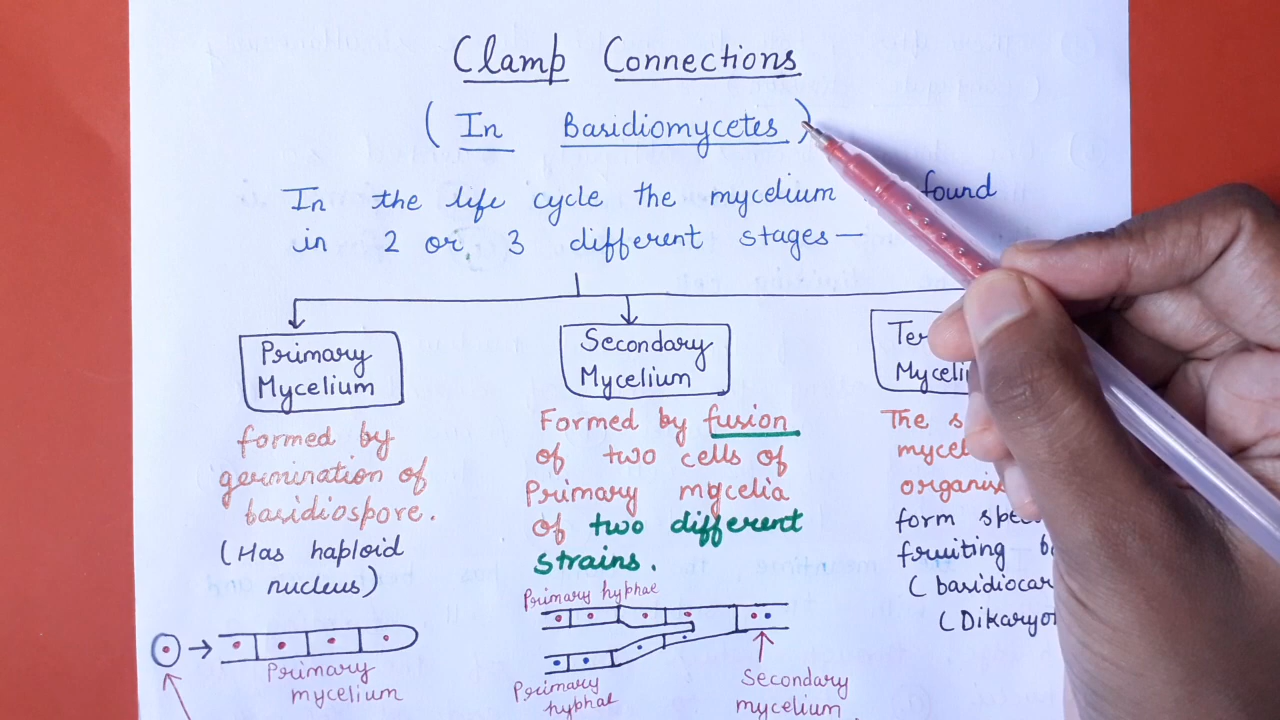 Clamp Connections
(In Basidiomycetes)
In the life cycle the mycelium found
in 2 or 3 different stages—
Primary
Mycelium
formed by
germination of
basidiospore.
(Has haploid
nucleus)
Primary
mycelium
Secondary
Mycelium
Formed by fusion
of two cells of
Primary mycelia
of two different
strains.
Primary hyphae
Primary
hyphae
Secondary
mycelium
The
form
fruiting